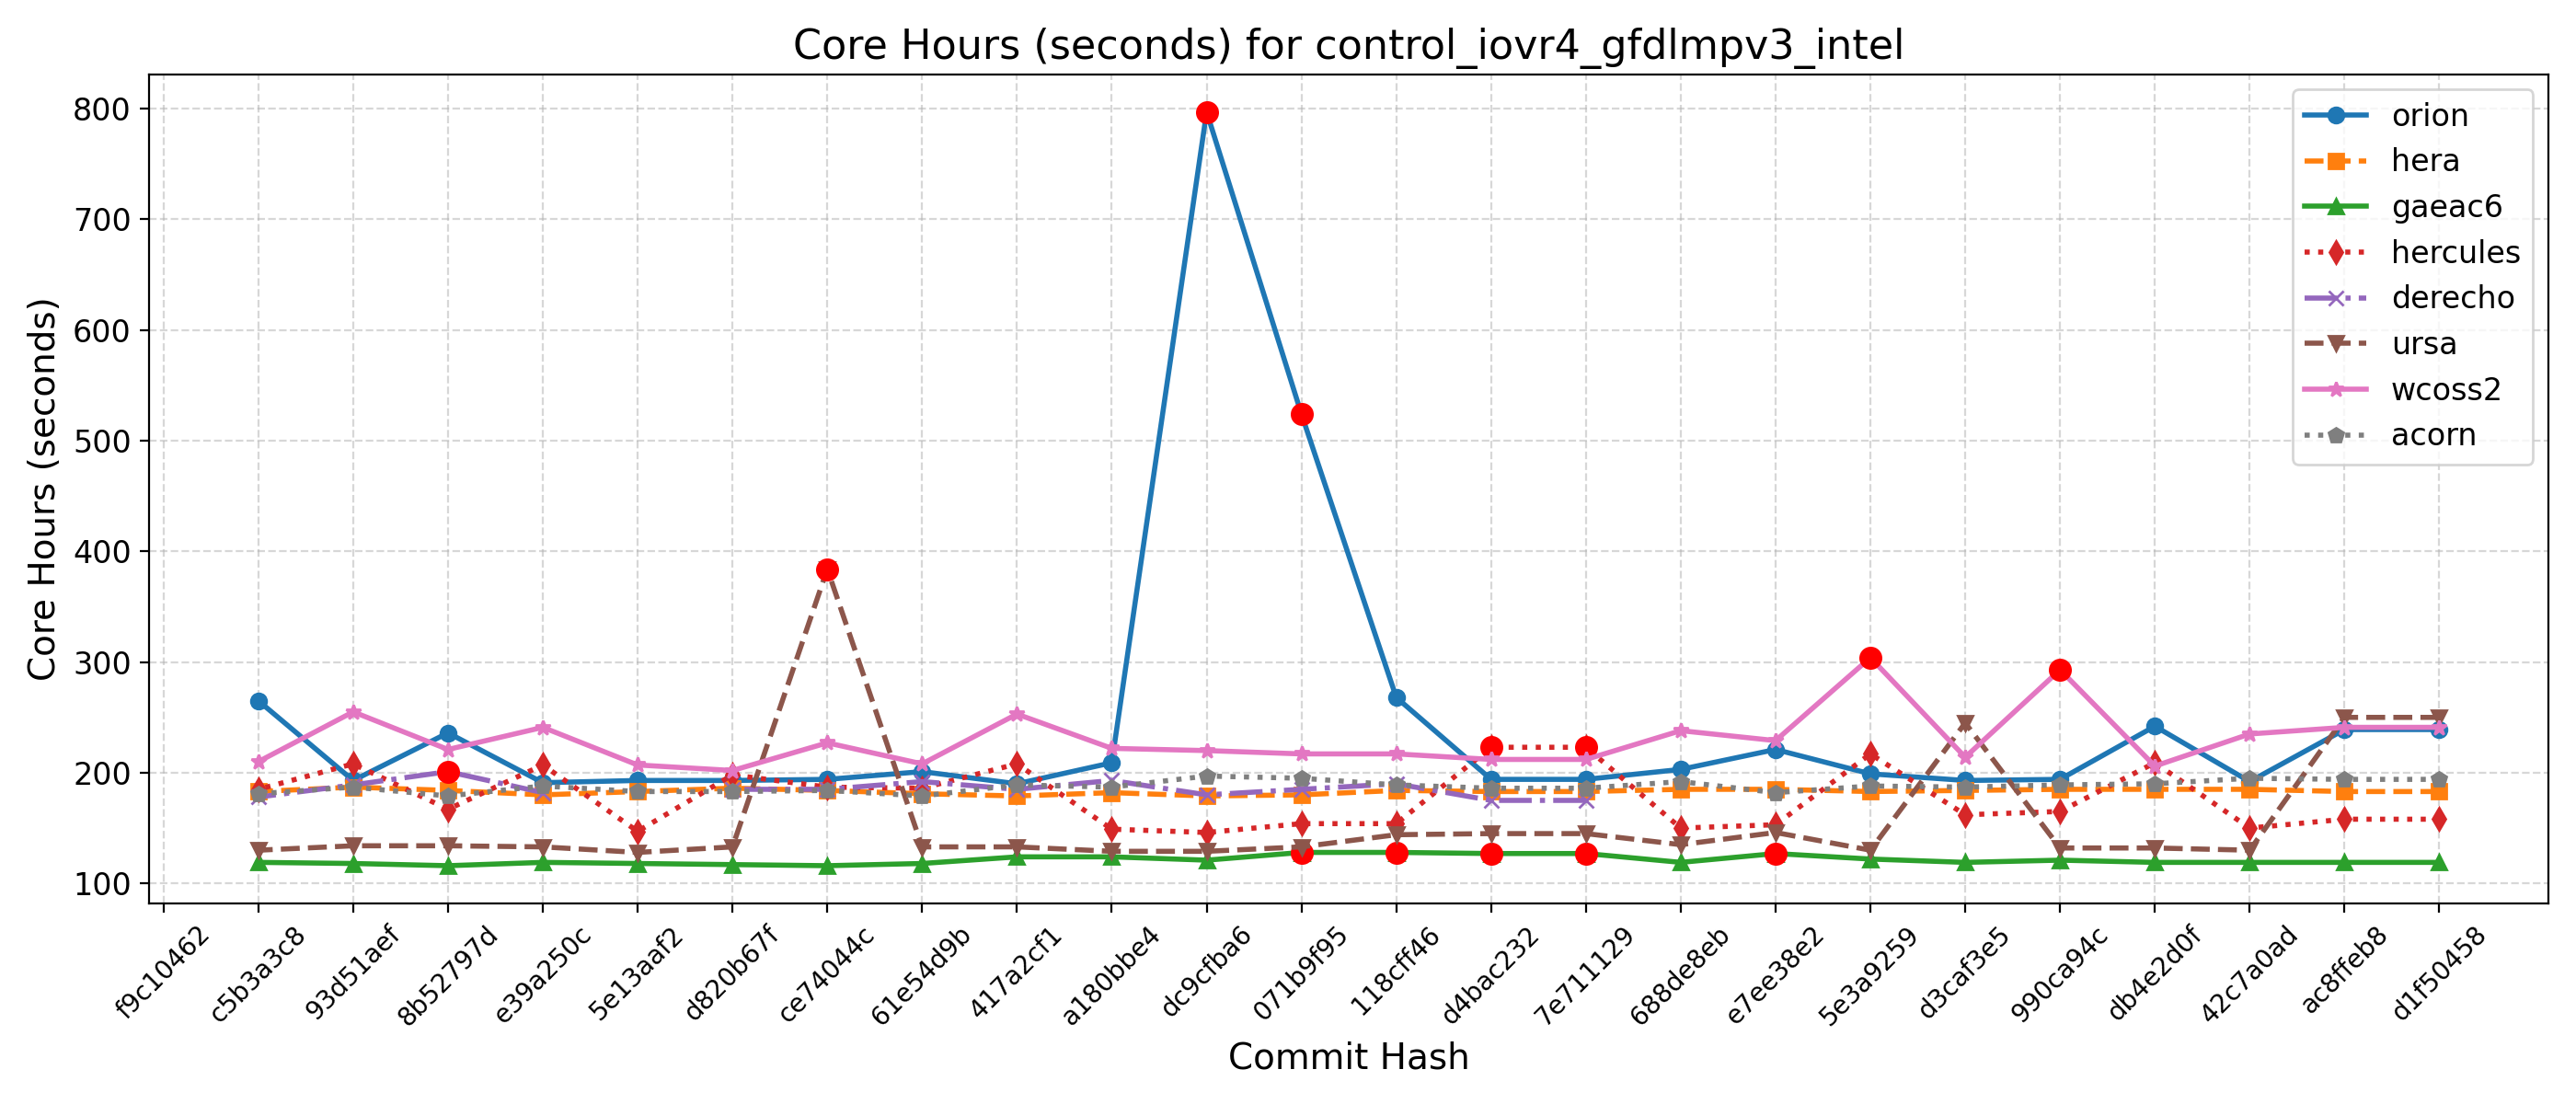 Core Hours (seconds) for control_iovr4_gfdlmpv3_intel
Core Hours (seconds)
800
700
600
500
400
300
200
100
orion
hera
gaeac6
hercules
derecho
ursa
wcoss2
acorn
f9c10462
c5b3a3c8
93d51aef
8b52797d
e39a250c
5e13aaf2
d820b67f
ce74044c
61e54d9b
417a2cf1
a180bbe4
dc9cfba6
071b9f95
118cff46
d4bac232
7e711129
688de8eb
e7ee38e2
5e3a9259
d3caf3e5
990ca94c
db4e2d0f
42c7a0ad
ac8ffeb8
d1f50458
Commit Hash